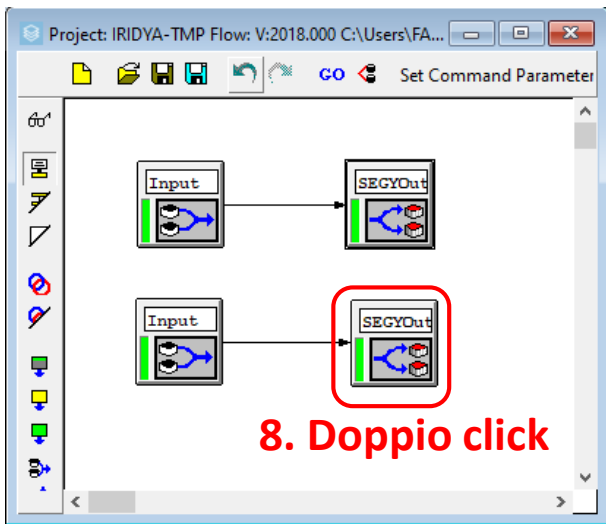 Project: IRIDYA-TMP Flow: V:2018.000 C:\Users\FA...
GO Set Command Parameter
Input SEGYOut
Input SEGYOut
8. Doppio click